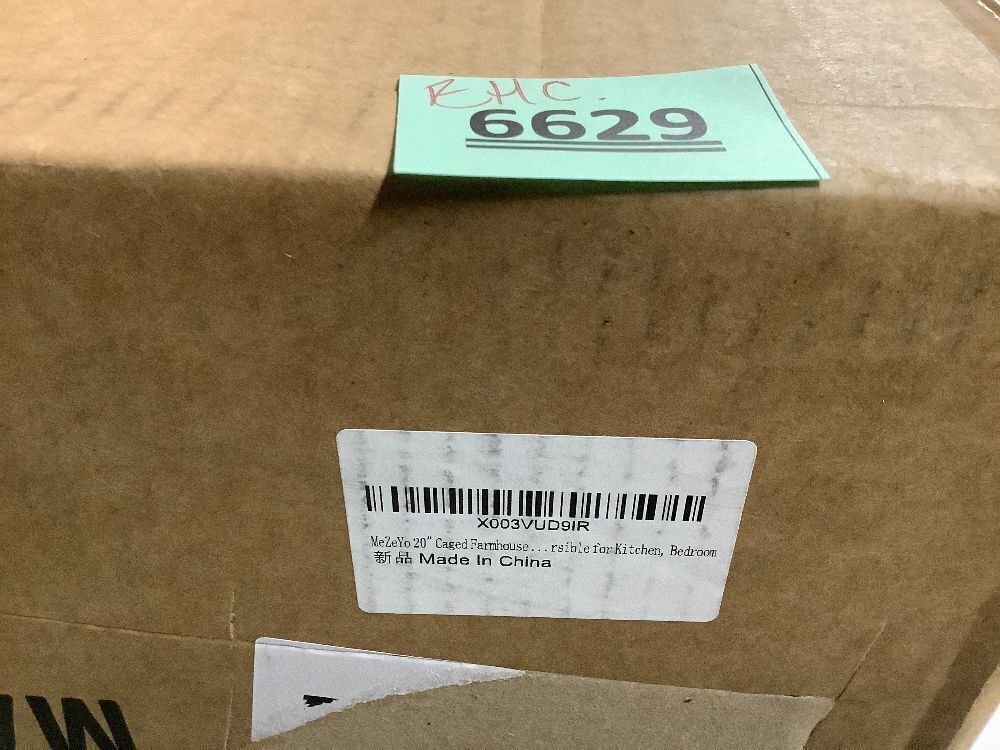 EHC.
6629
X003VUD9IR
MeZeYo 20" Caged Farmhouse...rsible for Kitchen, Bedroom
新品 Made In China